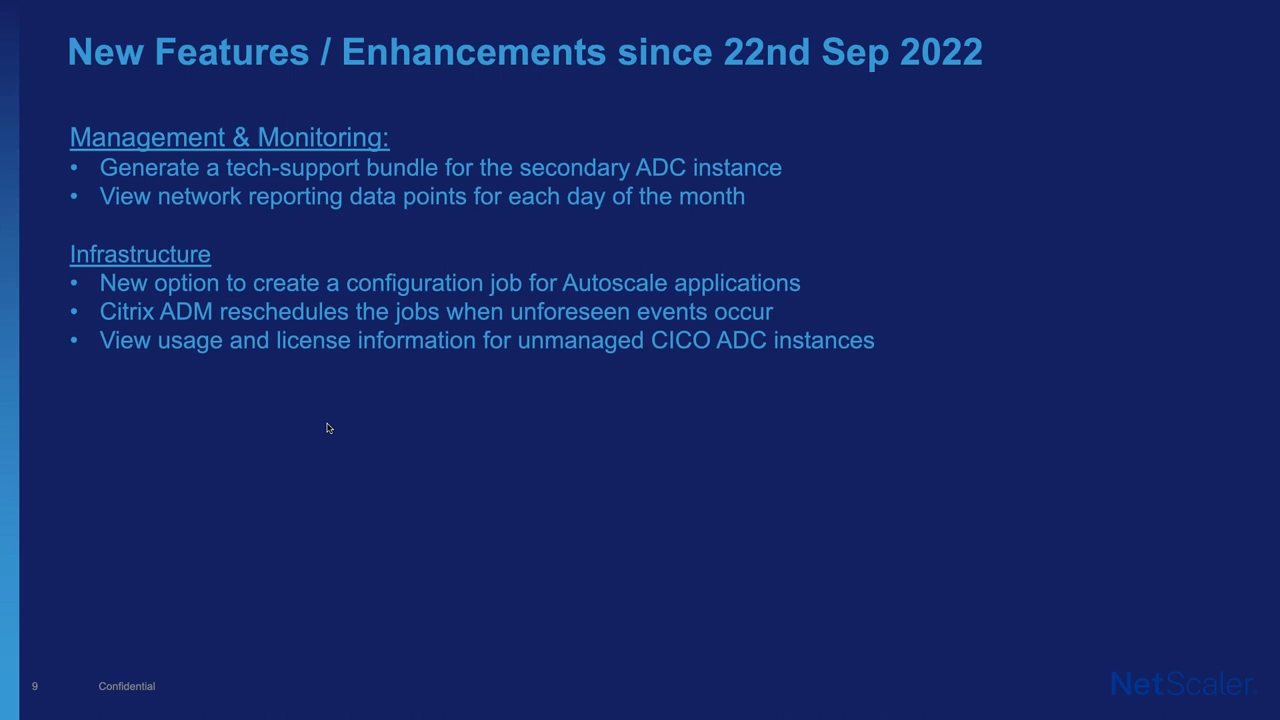 New Features / Enhancements since 22nd Sep 2022
Management & Monitoring:
• Generate a tech-support bundle for the secondary ADC instance
• View network reporting data points for each day of the month
Infrastructure
• New option to create a configuration job for Autoscale applications
• Citrix ADM reschedules the jobs when unforeseen events occur
• View usage and license information for unmanaged CICO ADC instances
9 Confidential
NetScaler